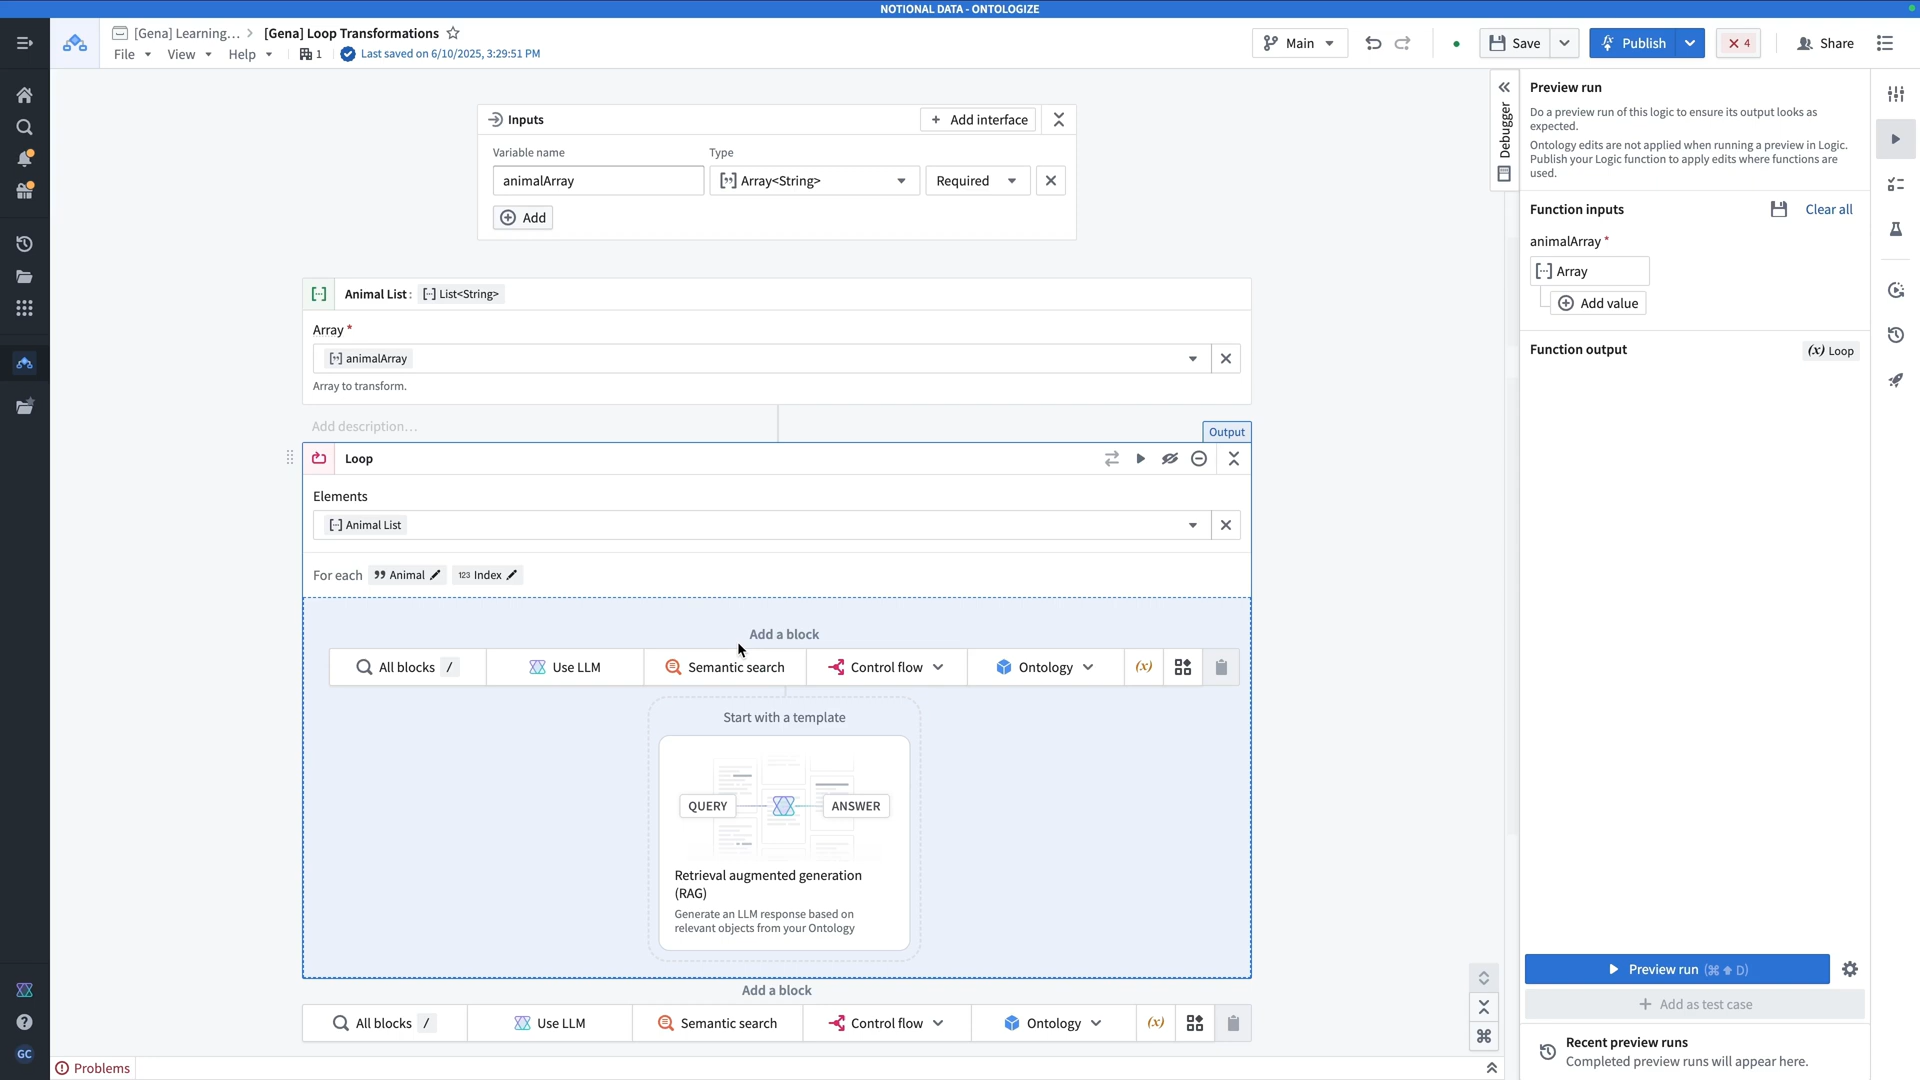 NOTIONAL DATA - ONTOLOGIZE
[Gena] Learning... > [Gena] Loop Transformations
File View Help 1 Last saved on 6/10/2025, 3:29:51 PM
Main
Save
Publish
4
Share
Inputs
Add interface
Variable name
Type
animalArray
Array<String>
Required
Add
Animal List: List<String>
Array *
animalArray
Array to transform.
Add description...
Output
Loop
Elements
Animal List
For each Animal 123 Index
Add a block
All blocks /
Use LLM
Semantic search
Control flow
Ontology
(x)
Start with a template
QUERY
ANSWER
Retrieval augmented generation
(RAG)
Generate an LLM response based on
relevant objects from your Ontology
Add a block
All blocks /
Use LLM
Semantic search
Control flow
Ontology
(x)
Problems
GC
Debugger
Preview run
Do a preview run of this logic to ensure its output looks as
expected.
Ontology edits are not applied when running a preview in Logic.
Publish your Logic function to apply edits where functions are
used.
Function inputs
Clear all
animalArray *
Array
Add value
Function output
(x) Loop
Preview run (⌘⇧D)
Add as test case
Recent preview runs
Completed preview runs will appear here.